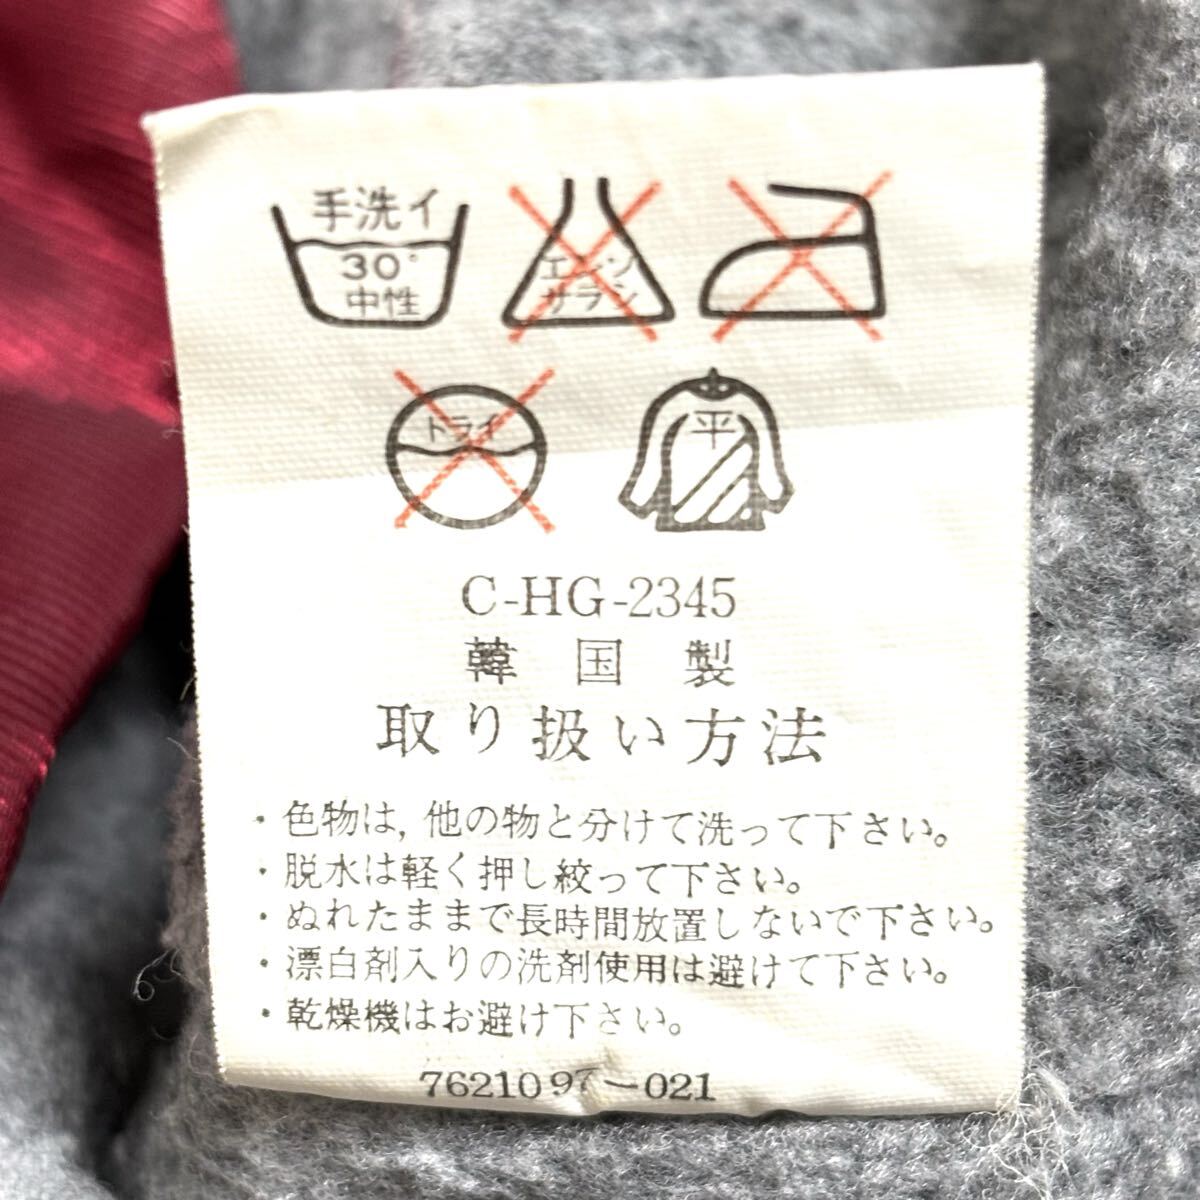 手洗イ
30°
中性
エンソ
サラシ
ドライ
平
C-HG-2345
韓国製
取り扱い方法
・色物は,他の物と分けて洗って下さい。
・脱水は軽く押し絞って下さい。
・ぬれたままで長時間放置しないで下さい。
・漂白剤入りの洗剤使用は避けて下さい。
・乾燥機はお避け下さい。
7621097-021